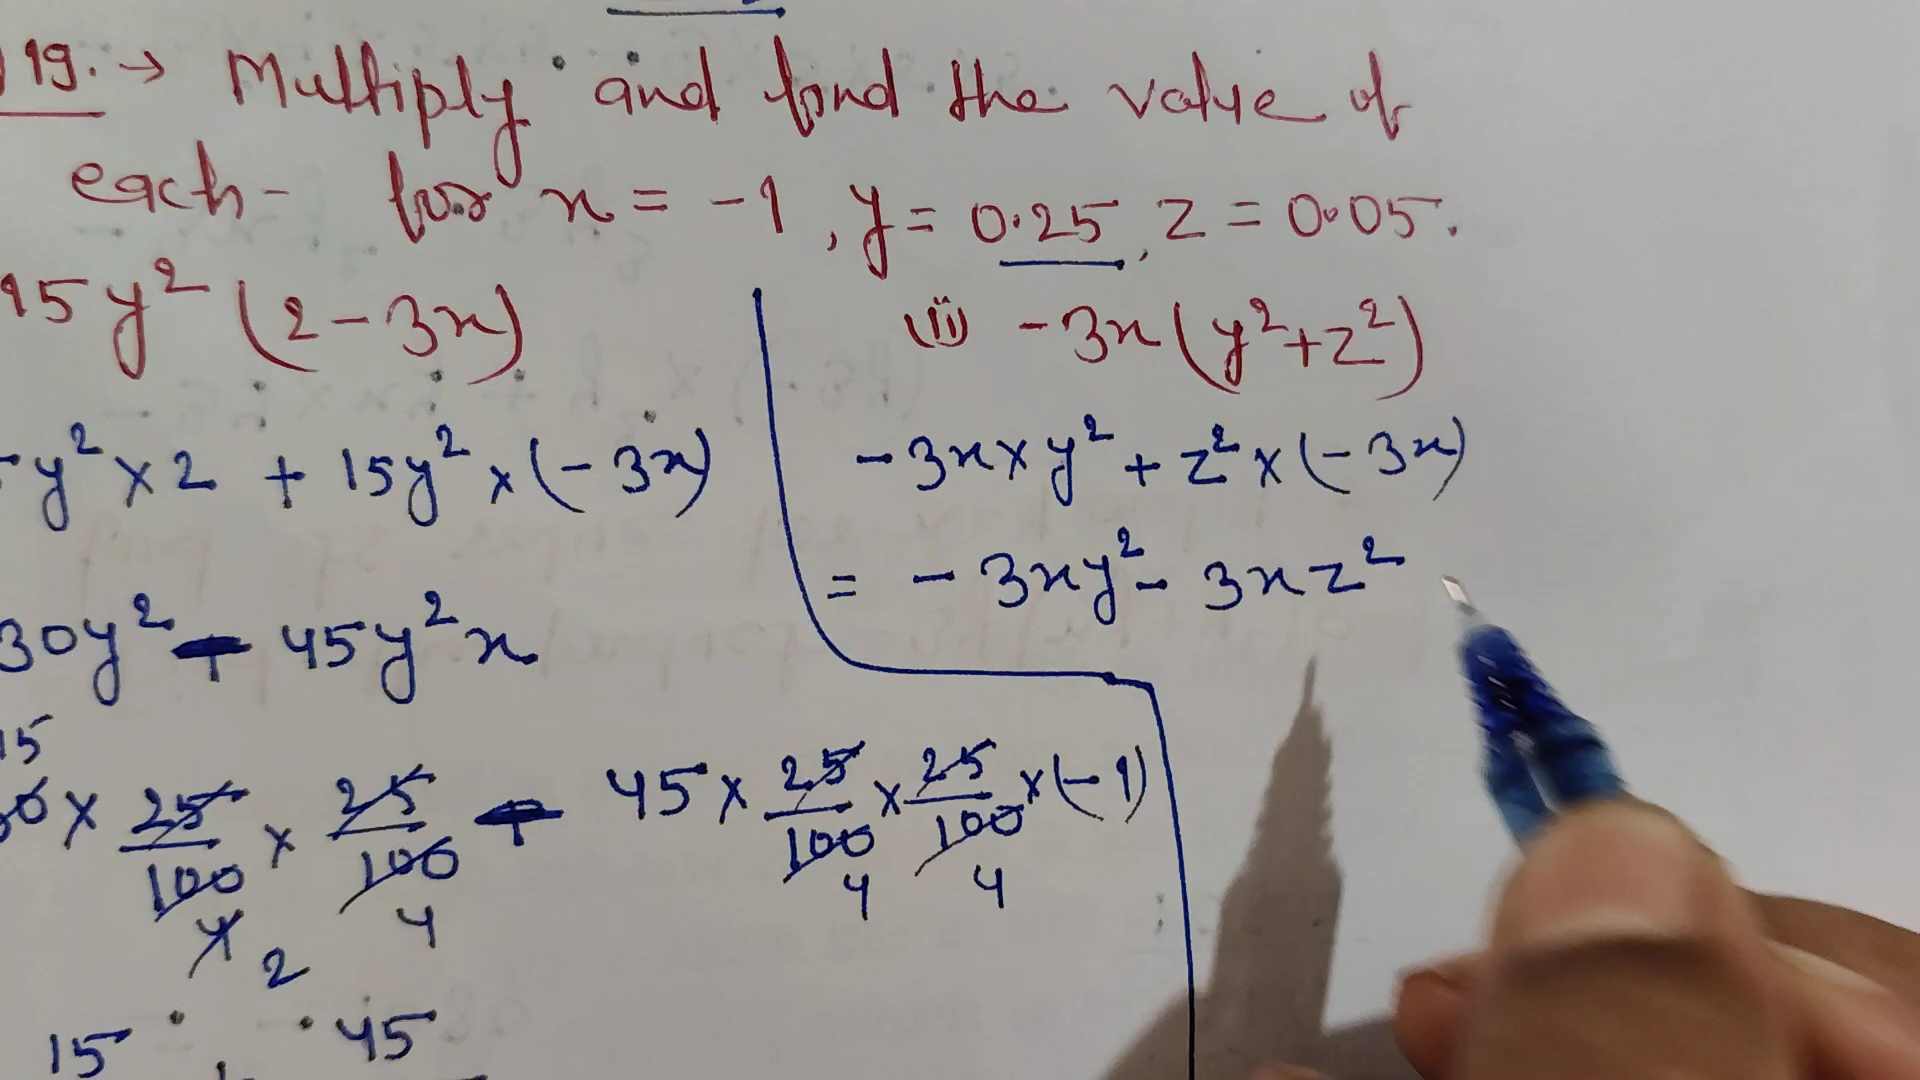 19. → Multiply and find the value of
each- for x = -1, y = 0.25, z = 0.05.
15y² (2-3x)
y² × 2 + 15y² × (-3x)
30y² - 45y²x
15
0 × 25/100 × 25/100 - 45 × 25/100 × 25/100 × (-1)
4 4 4 4
2
15 45
(ii) -3x (y²+z²)
-3x × y² + z² × (-3x)
= - 3xy² - 3xz²